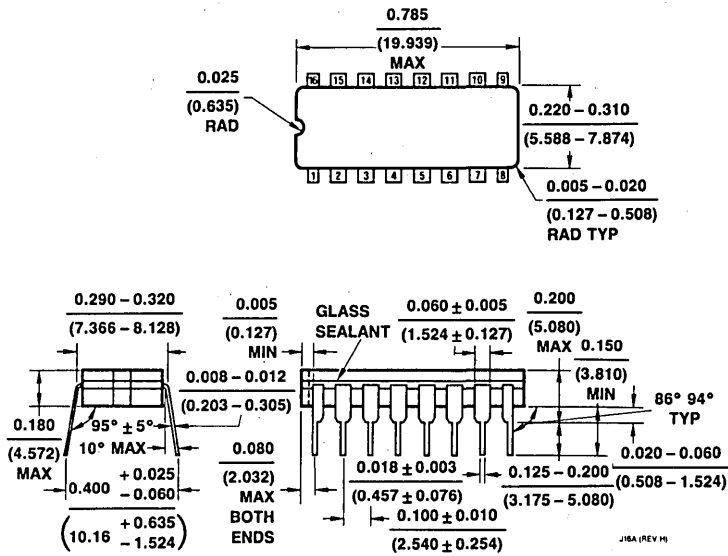 0.785
(19.939)
MAX
0.025
(0.635)
RAD
16 15 14 13 12 11 10 9
0.220 – 0.310
(5.588 – 7.874)
1 2 3 4 5 6 7 8
0.005 – 0.020
(0.127 – 0.508)
RAD TYP
0.290 – 0.320
(7.366 – 8.128)
0.005
(0.127)
MIN
GLASS
SEALANT
0.060 ± 0.005
(1.524 ± 0.127)
0.200
(5.080)
MAX
0.150
(3.810)
MIN
0.008 – 0.012
(0.203 – 0.305)
86° 94°
TYP
0.180
(4.572)
MAX
95° ± 5°
10° MAX
0.080
(2.032)
MAX
BOTH
ENDS
0.018 ± 0.003
(0.457 ± 0.076)
0.125 – 0.200
(3.175 – 5.080)
0.020 – 0.060
(0.508 – 1.524)
0.400 + 0.025
– 0.060
(10.16 + 0.635
– 1.524)
0.100 ± 0.010
(2.540 ± 0.254)
J16A (REV H)